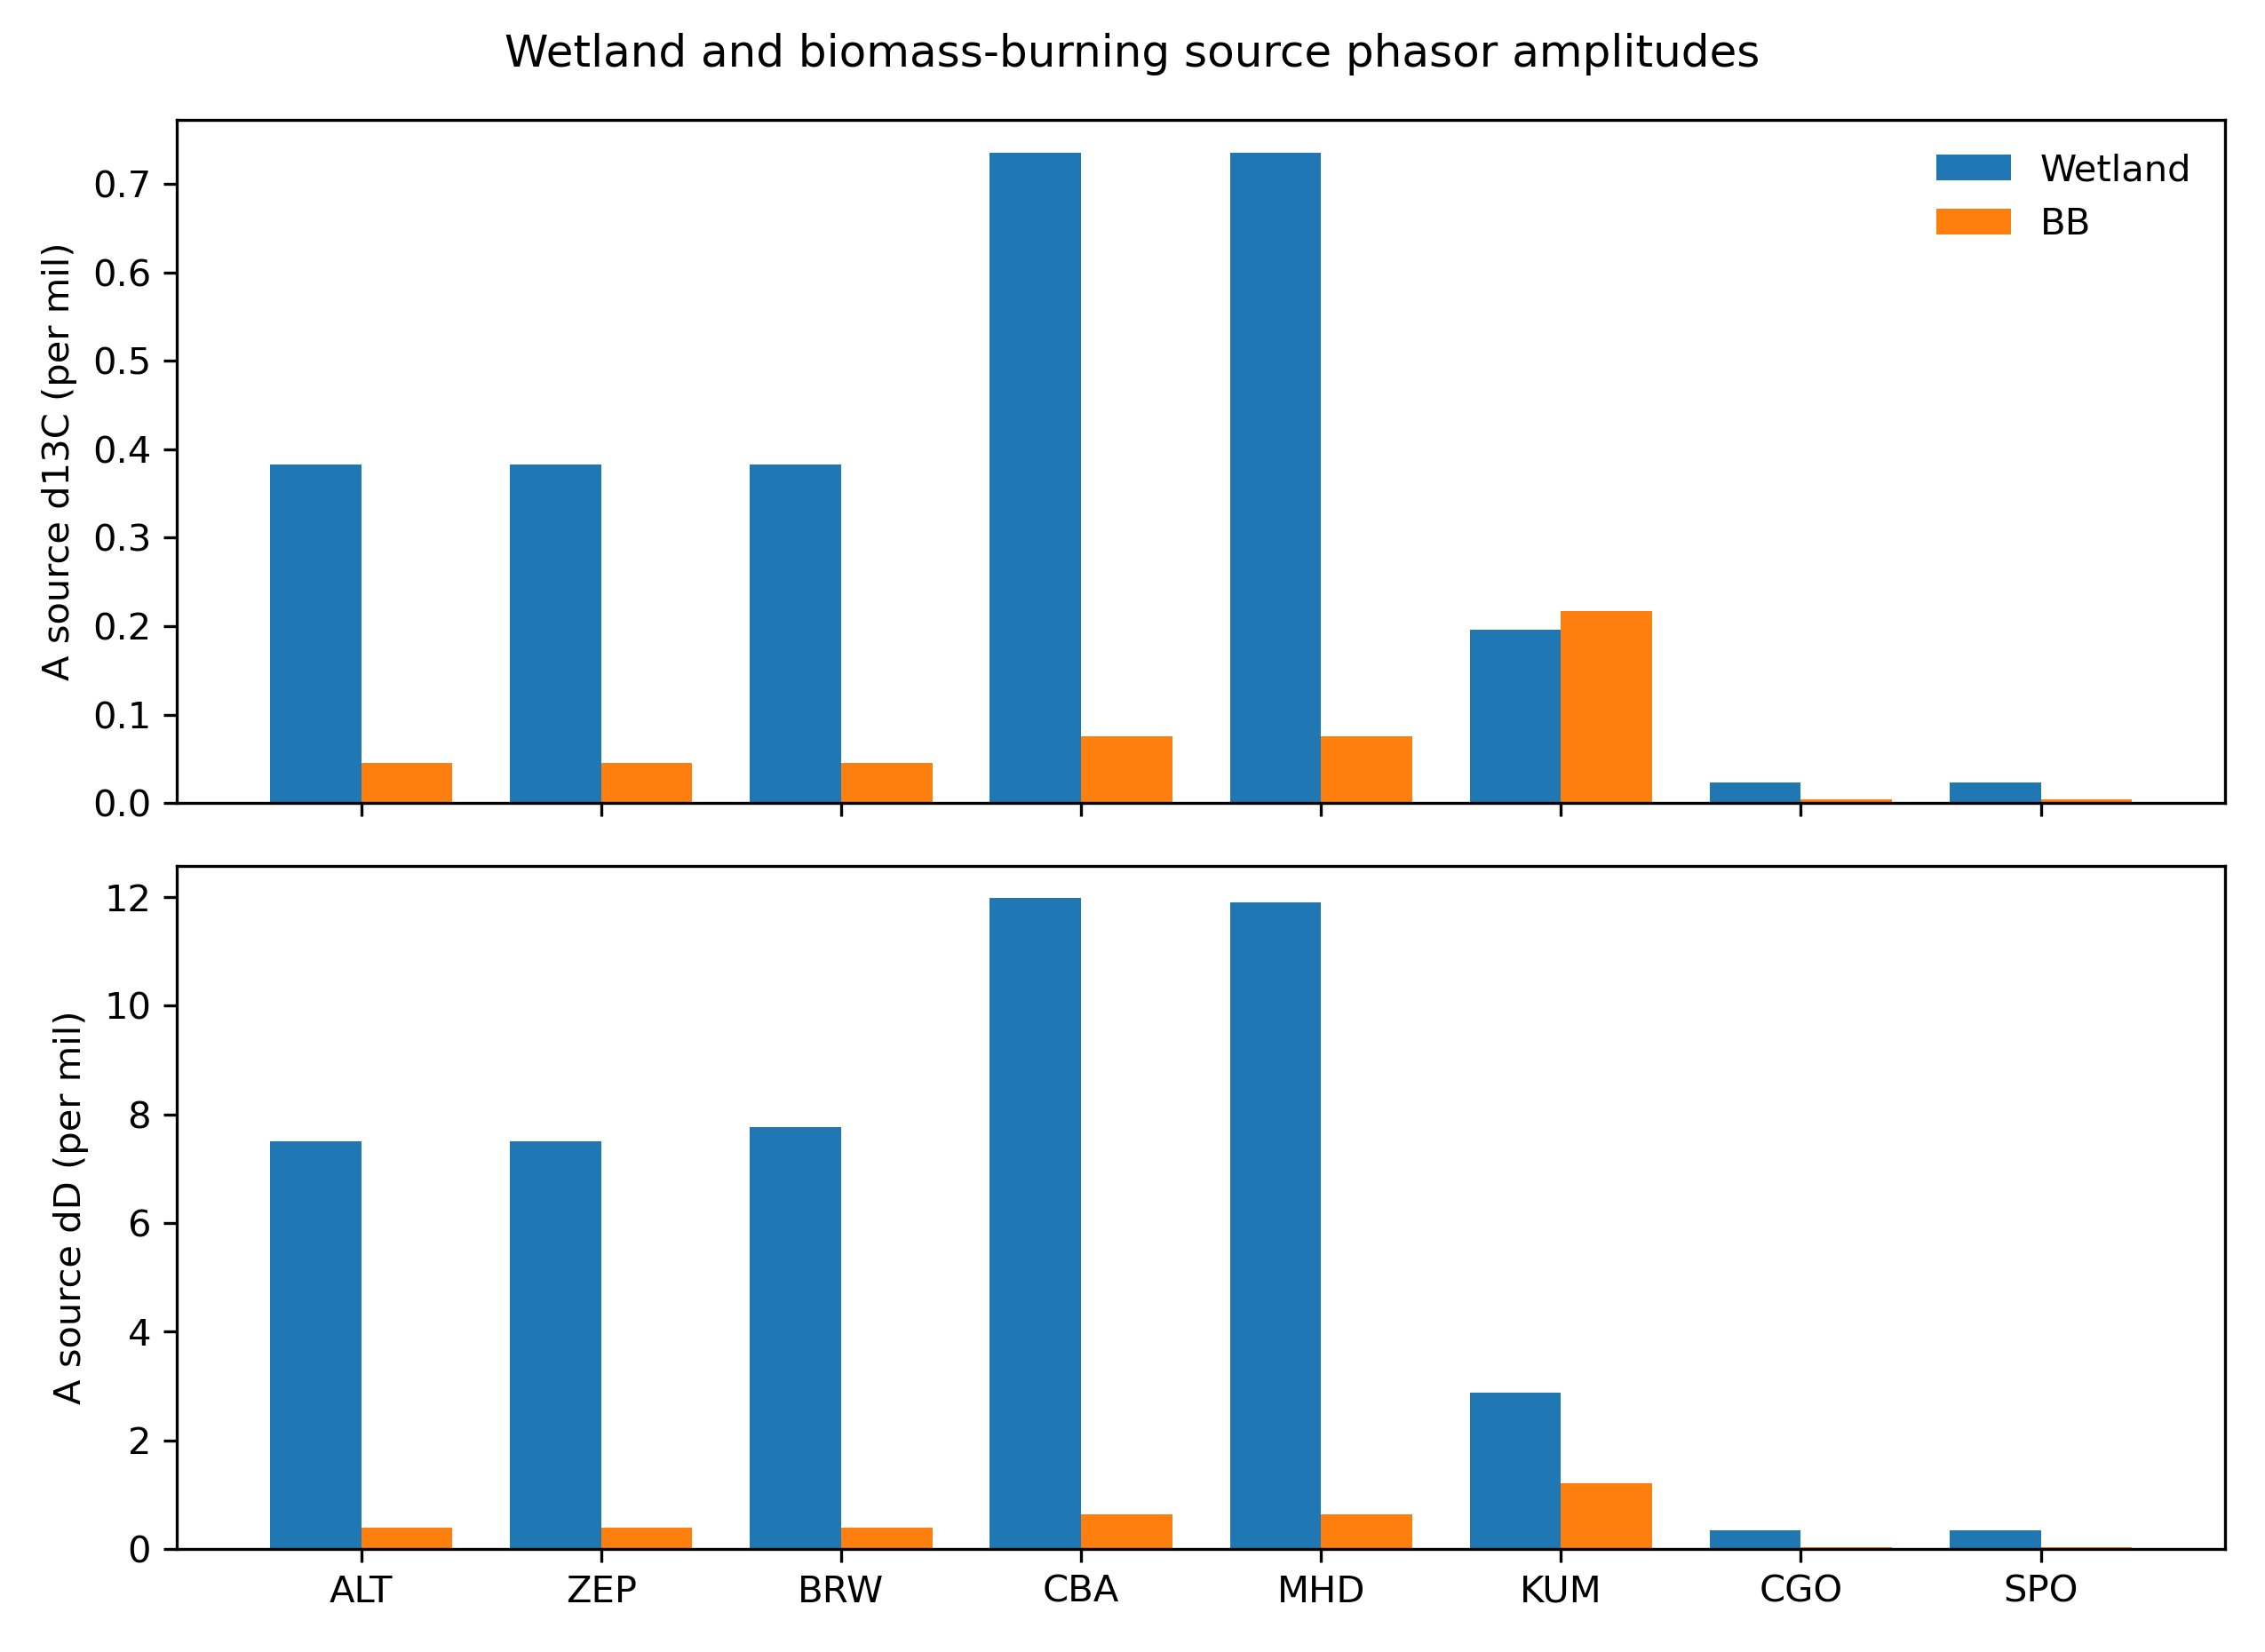 Wetland and biomass-burning source phasor amplitudes
A source d13C (per mil)
0.7
0.6
0.5
0.4
0.3
0.2
0.1
0.0
Wetland
BB
A source dD (per mil)
12
10
8
6
4
2
0
ALT ZEP BRW CBA MHD KUM CGO SPO